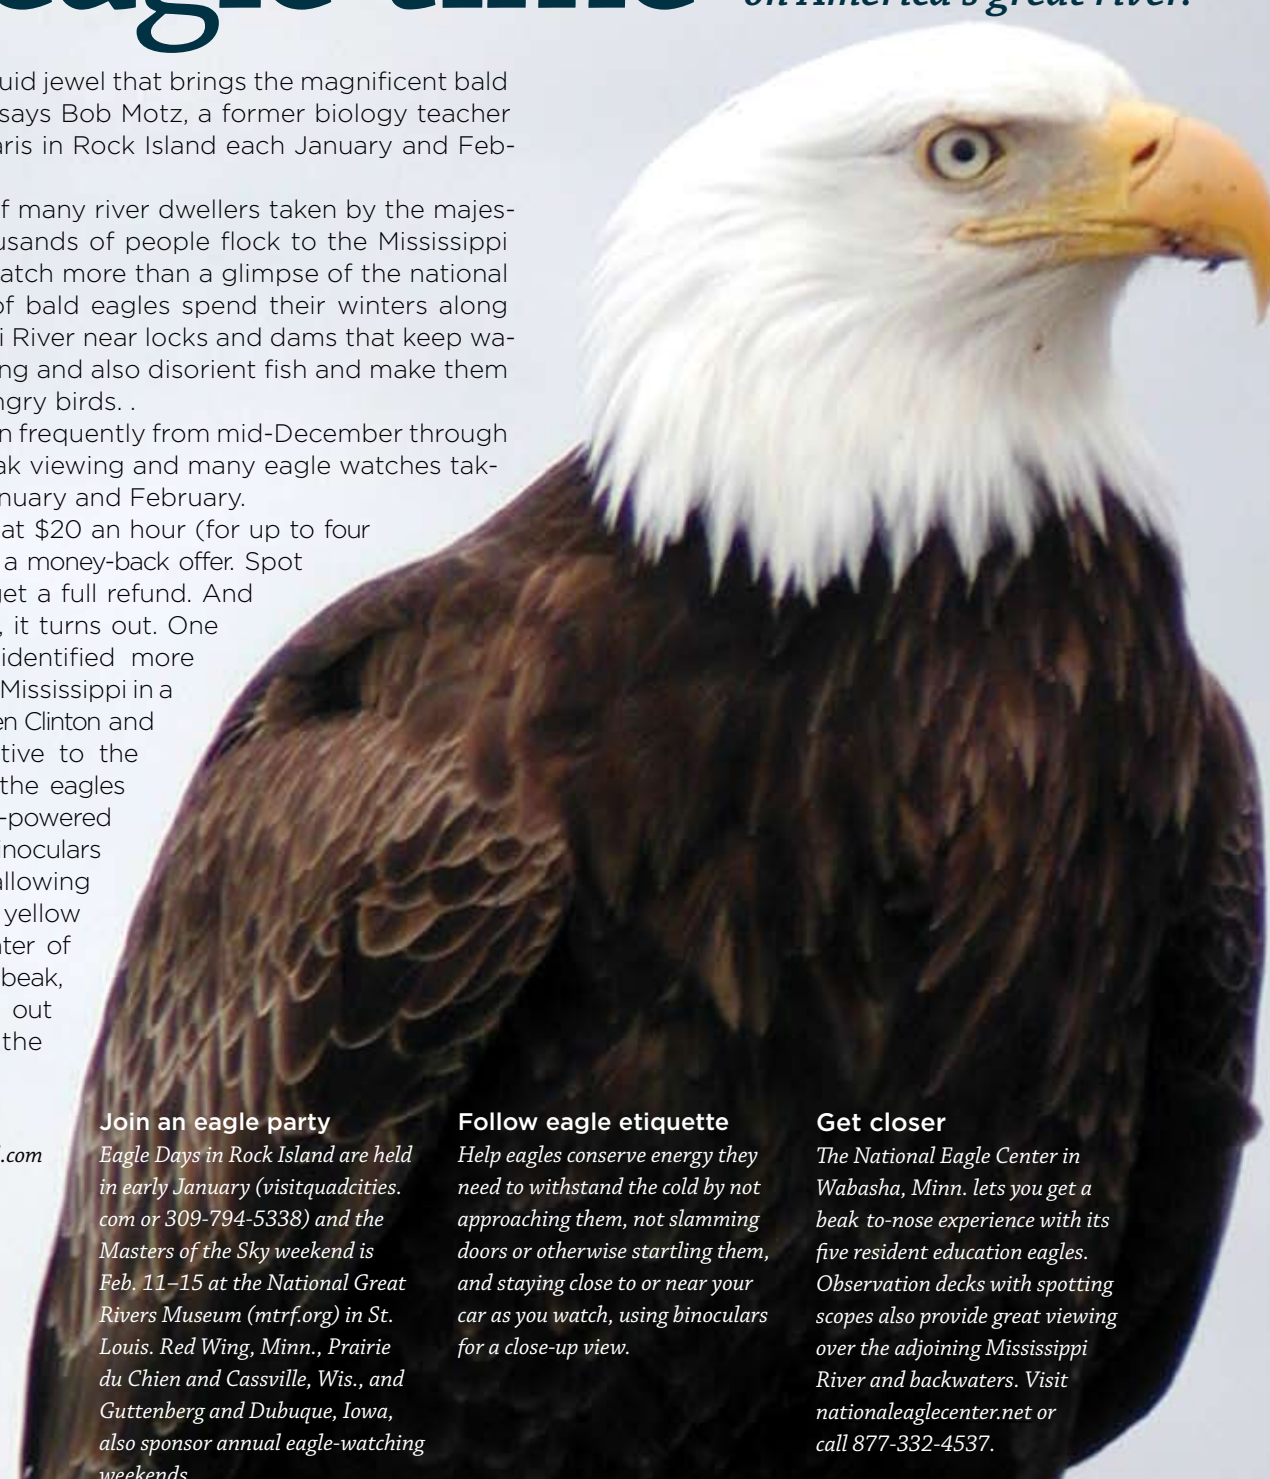 eagle time
on America's great river.
uid jewel that brings the magnificent bald
says Bob Motz, a former biology teacher
aris in Rock Island each January and Feb-
f many river dwellers taken by the majes-
usands of people flock to the Mississippi
atch more than a glimpse of the national
of bald eagles spend their winters along
i River near locks and dams that keep wa-
ng and also disorient fish and make them
ngry birds. .
n frequently from mid-December through
ak viewing and many eagle watches tak-
nuary and February.
at $20 an hour (for up to four
a money-back offer. Spot
get a full refund. And
, it turns out. One
identified more
Mississippi in a
en Clinton and
tive to the
the eagles
-powered
inoculars
allowing
yellow
ter of
beak,
out
the
.com
Join an eagle party
Eagle Days in Rock Island are held
in early January (visitquadcities.
com or 309-794-5338) and the
Masters of the Sky weekend is
Feb. 11–15 at the National Great
Rivers Museum (mtrf.org) in St.
Louis. Red Wing, Minn., Prairie
du Chien and Cassville, Wis., and
Guttenberg and Dubuque, Iowa,
also sponsor annual eagle-watching
weekends
Follow eagle etiquette
Help eagles conserve energy they
need to withstand the cold by not
approaching them, not slamming
doors or otherwise startling them,
and staying close to or near your
car as you watch, using binoculars
for a close-up view.
Get closer
The National Eagle Center in
Wabasha, Minn. lets you get a
beak to-nose experience with its
five resident education eagles.
Observation decks with spotting
scopes also provide great viewing
over the adjoining Mississippi
River and backwaters. Visit
nationaleaglecenter.net or
call 877-332-4537.